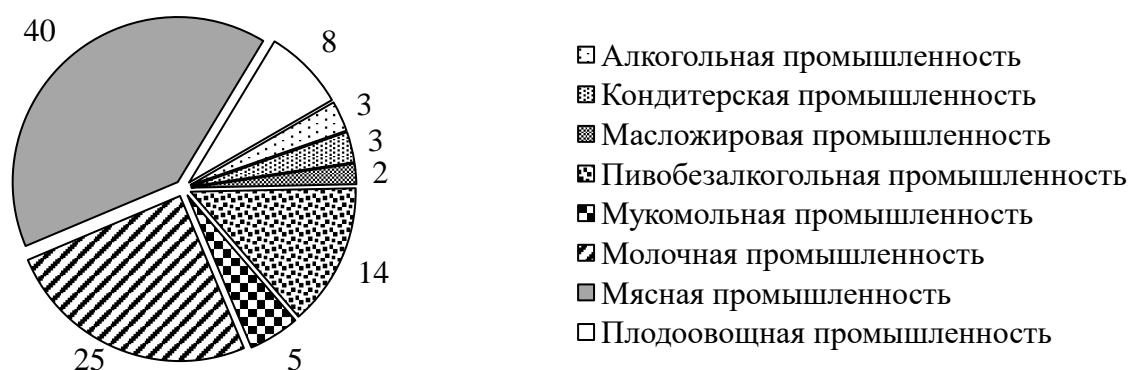 40
8
3
3
2
14
5
25
Алкогольная промышленность
Кондитерская промышленность
Масложировая промышленность
Пивобезалкогольная промышленность
Мукомольная промышленность
Молочная промышленность
Мясная промышленность
Плодоовощная промышленность